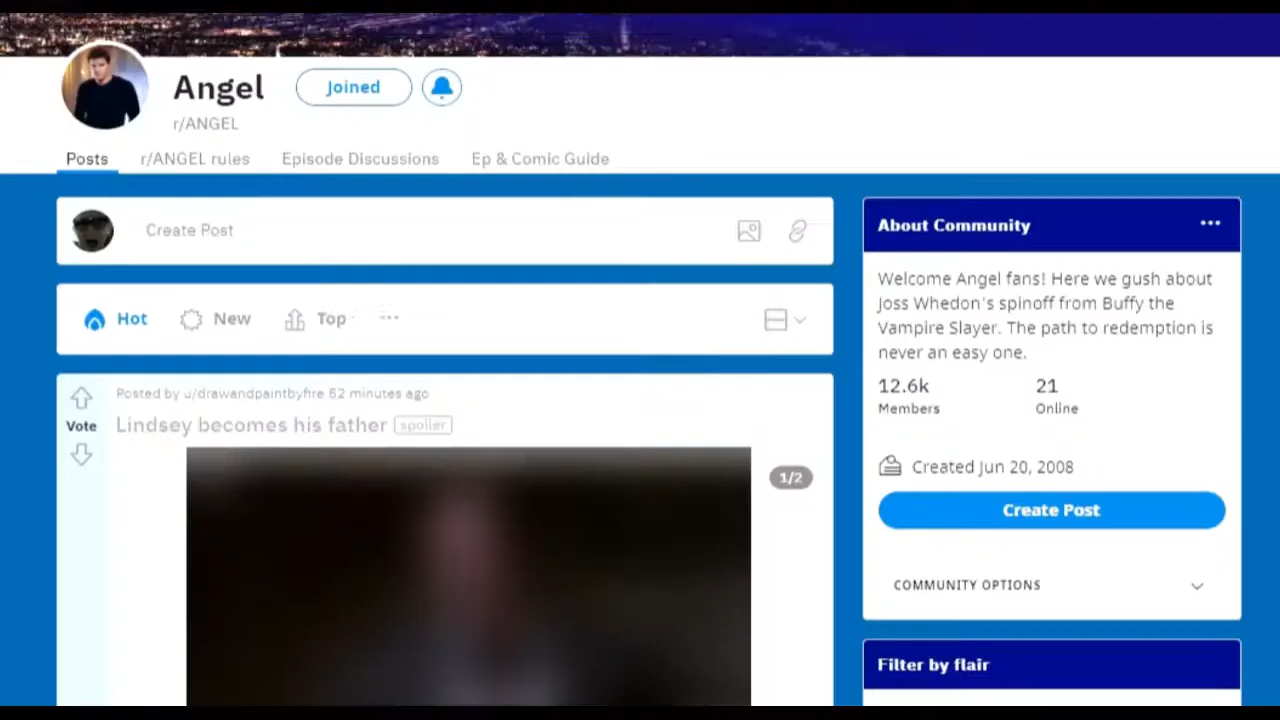 Angel
Joined
r/ANGEL
Posts
r/ANGEL rules
Episode Discussions
Ep & Comic Guide
Create Post
Hot
New
Top
Posted by u/drawandpaintbyfire 52 minutes ago
Lindsey becomes his father spoiler
Vote
1/2
About Community
Welcome Angel fans! Here we gush about
Joss Whedon's spinoff from Buffy the
Vampire Slayer. The path to redemption is
never an easy one.
12.6k
Members
21
Online
Created Jun 20, 2008
Create Post
COMMUNITY OPTIONS
Filter by flair